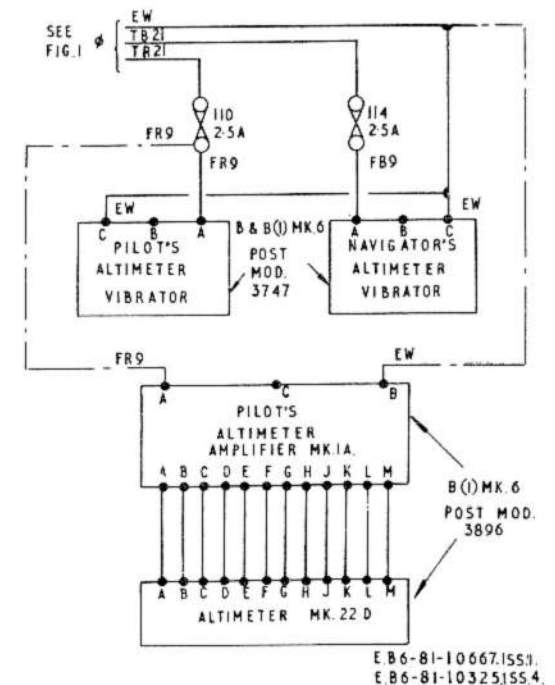 EW
SEE TB21
FIG.1 φ TR21
110
2·5A
114
2·5A
FR9
FR9
FB9
EW
EW
C B A
B & B(1) MK.6
A B C
PILOT'S
ALTIMETER
VIBRATOR
POST
MOD.
3747
NAVIGATOR'S
ALTIMETER
VIBRATOR
FR9
EW
A C B
PILOT'S
ALTIMETER
AMPLIFIER MK.1A.
A B C D E F G H J K L M
B(1) MK.6
POST MOD.
3896
A B C D E F G H J K L M
ALTIMETER MK.22 D
E.B6-81-10667.ISS.1.
E.B6-81-10325.ISS.4.